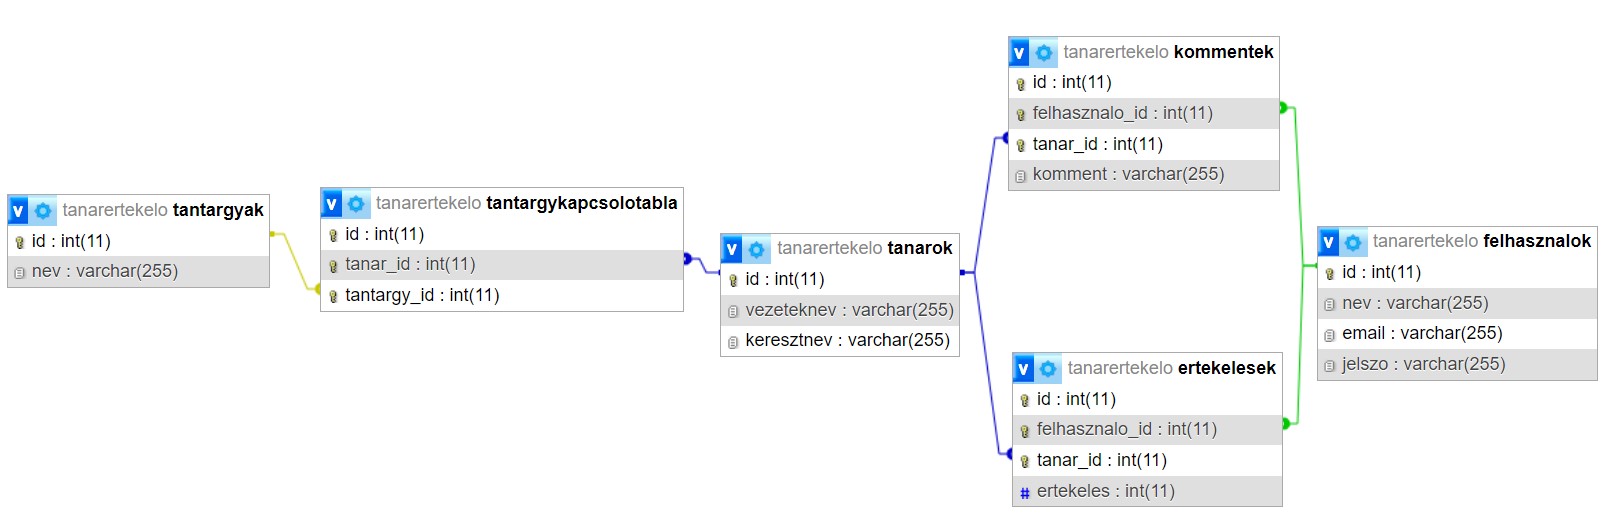 V tanarertekelo tantargyak
id : int(11)
nev : varchar(255)
V tanarertekelo tantargykapcsolotabla
id : int(11)
tanar_id : int(11)
tantargy_id : int(11)
V tanarertekelo tanarok
id : int(11)
vezeteknev : varchar(255)
keresztnev : varchar(255)
V tanarertekelo kommentek
id : int(11)
felhasznalo_id : int(11)
tanar_id : int(11)
komment : varchar(255)
V tanarertekelo ertekelesek
id : int(11)
felhasznalo_id : int(11)
tanar_id : int(11)
# ertekeles : int(11)
V tanarertekelo felhasznalok
id : int(11)
nev : varchar(255)
email : varchar(255)
jelszo : varchar(255)